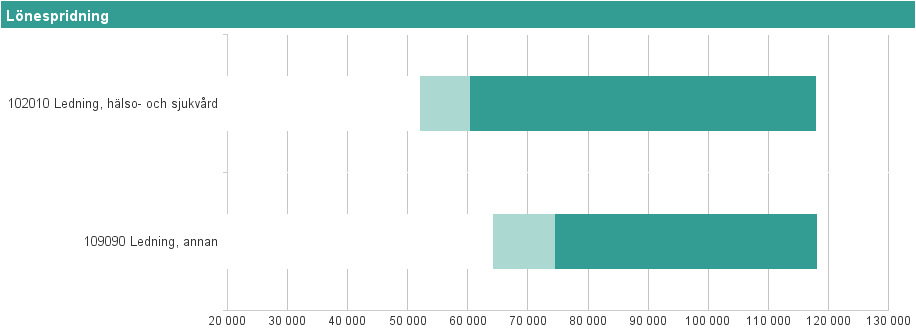 Lönespridning
102010 Ledning, hälso- och sjukvård
109090 Ledning, annan
20 000 30 000 40 000 50 000 60 000 70 000 80 000 90 000 100 000 110 000 120 000 130 000